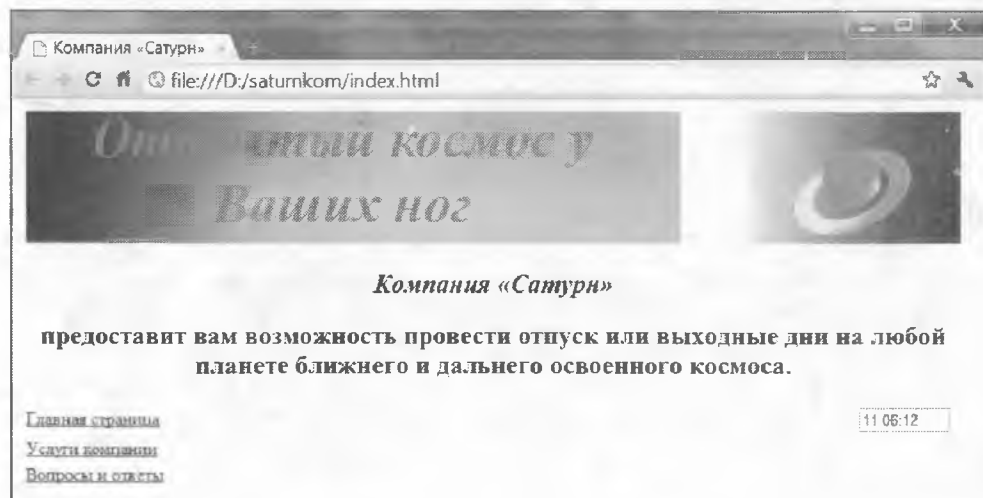 Компания «Сатурн»
file:///D:/saturnkom/index.html
космос у
Ваших ног
Компания «Сатурн»
предоставит вам возможность провести отпуск или выходные дни на любой
планете ближнего и дальнего освоенного космоса.
Главная страница
11 06:12
Услуги компании
Вопросы и ответы